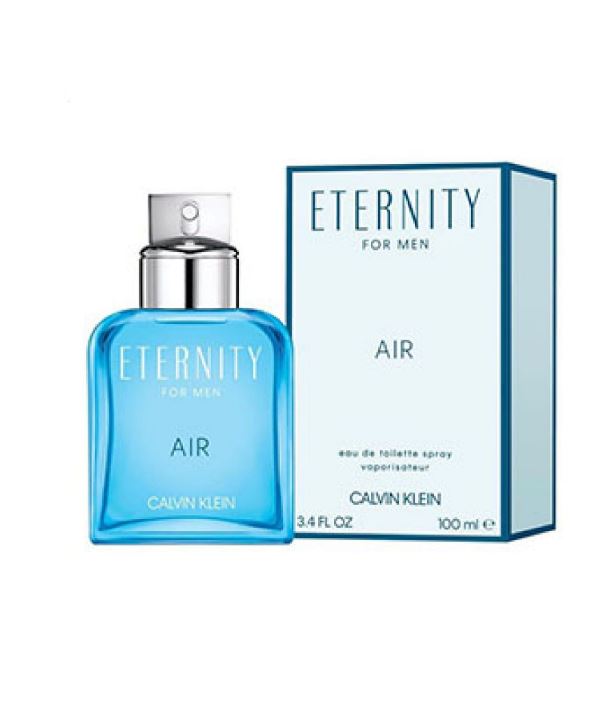 ETERNITY
FOR MEN
AIR
CALVIN KLEIN
ETERNITY
FOR MEN
AIR
eau de toilette spray
vaporisateur
CALVIN KLEIN
3.4 FL OZ 100 ml ℮